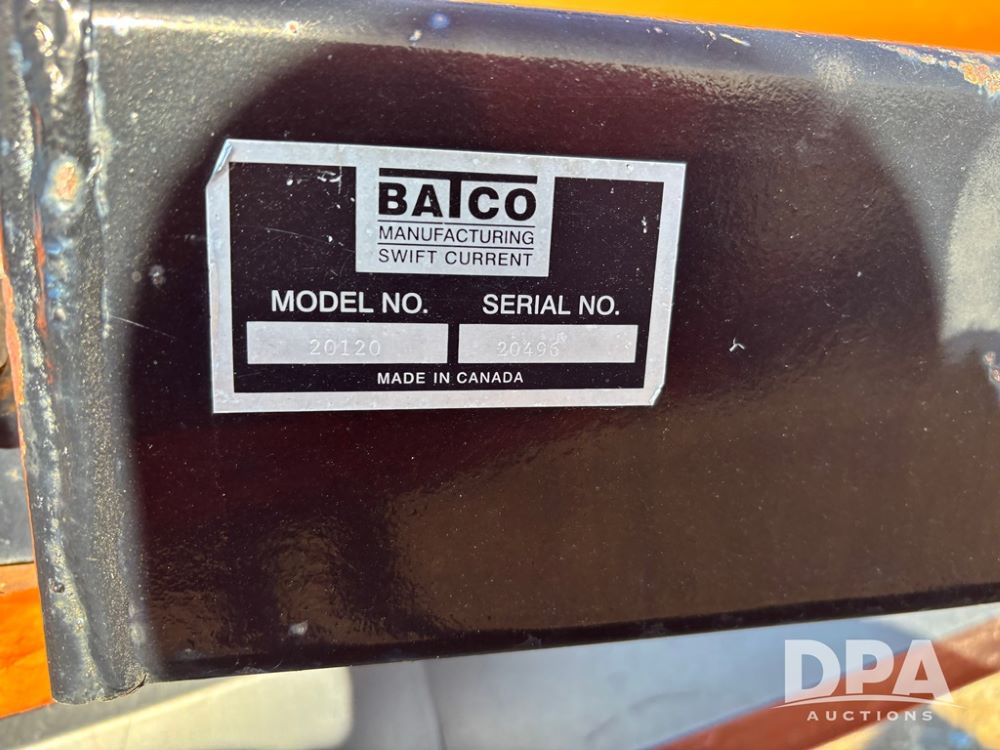 BATCO
MANUFACTURING
SWIFT CURRENT
MODEL NO. SERIAL NO.
20120 20496
MADE IN CANADA
DPA
AUCTIONS